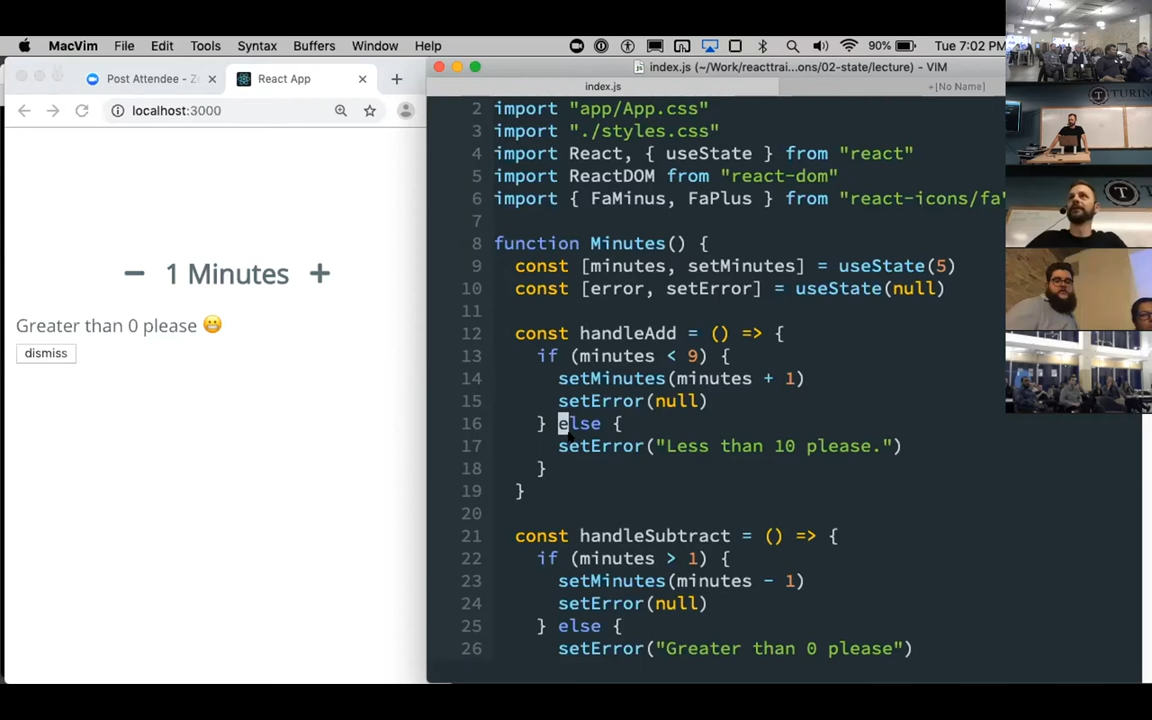 MacVim File Edit Tools Syntax Buffers Window Help 90% Tue 7:02 PM
Post Attendee - Z
React App
index.js (~/Work/reacttrai...ons/02-state/lecture) - VIM
index.js
+[No Name]
localhost:3000
− 1 Minutes +
Greater than 0 please 😬
dismiss
2 import "app/App.css"
3 import "./styles.css"
4 import React, { useState } from "react"
5 import ReactDOM from "react-dom"
6 import { FaMinus, FaPlus } from "react-icons/fa"
7
8 function Minutes() {
9 const [minutes, setMinutes] = useState(5)
10 const [error, setError] = useState(null)
11
12 const handleAdd = () => {
13 if (minutes < 9) {
14 setMinutes(minutes + 1)
15 setError(null)
16 } else {
17 setError("Less than 10 please.")
18 }
19 }
20
21 const handleSubtract = () => {
22 if (minutes > 1) {
23 setMinutes(minutes - 1)
24 setError(null)
25 } else {
26 setError("Greater than 0 please")
TURING
T